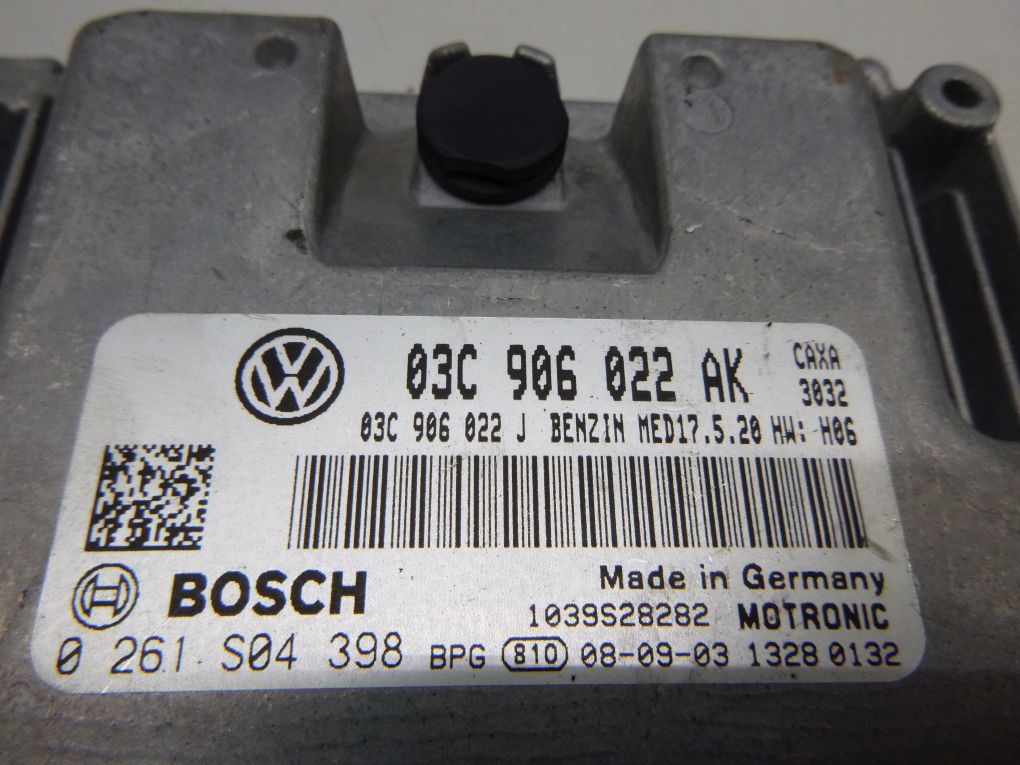 03C 906 022 AK CAXA
3032
03C 906 022 J BENZIN MED17.5.20 HW: H06
BOSCH Made in Germany
1039S28282 MOTRONIC
0 261 S04 398 BPG 810 08-09-03 1328 0132